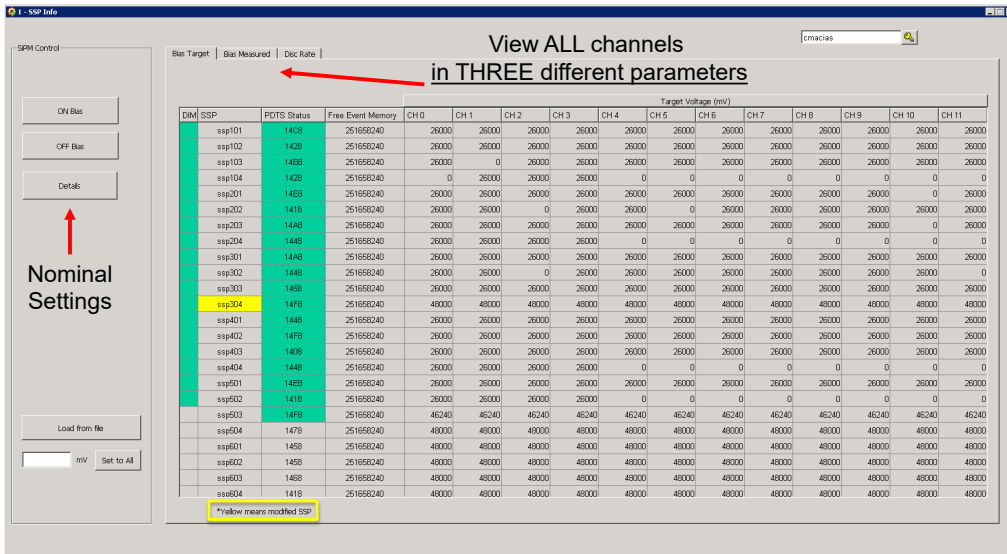 1 - SSP Info
SiPM Control
cmacias
View ALL channels
in THREE different parameters
Bias Target Bias Measured Disc Rate
ON Bias
OFF Bias
Details
Nominal
Settings
Load from file
mV Set to All
Target Voltage (mV)
DIM SSP PDTS Status Free Event Memory CH 0 CH 1 CH 2 CH 3 CH 4 CH 5 CH 6 CH 7 CH 8 CH 9 CH 10 CH 11
ssp101 14C8 251658240 26000 26000 26000 26000 26000 26000 26000 26000 26000 26000 26000 26000
ssp102 1428 251658240 26000 26000 26000 26000 26000 26000 26000 26000 26000 26000 26000 26000
ssp103 14E8 251658240 26000 0 26000 26000 26000 26000 26000 26000 26000 26000 26000 26000
ssp104 1428 251658240 0 26000 26000 26000 0 0 0 0 0 0 0 0
ssp201 14E8 251658240 26000 26000 26000 26000 26000 26000 26000 26000 26000 26000 0 26000
ssp202 1418 251658240 26000 26000 0 26000 26000 0 26000 26000 26000 26000 26000 26000
ssp203 14A8 251658240 26000 26000 26000 26000 26000 26000 26000 26000 26000 26000 0 26000
ssp204 1448 251658240 26000 26000 26000 26000 0 0 0 0 0 0 0 0
ssp301 14A8 251658240 26000 26000 26000 26000 26000 26000 26000 26000 26000 26000 26000 26000
ssp302 1448 251658240 26000 26000 0 26000 26000 26000 26000 26000 26000 26000 26000 0
ssp303 1458 251658240 26000 26000 26000 26000 26000 26000 26000 26000 26000 26000 26000 26000
ssp304 14F8 251658240 48000 48000 48000 48000 48000 48000 48000 48000 48000 48000 48000 48000
ssp401 1448 251658240 26000 26000 26000 26000 26000 26000 26000 26000 26000 26000 26000 26000
ssp402 14F8 251658240 26000 26000 26000 26000 26000 26000 26000 26000 26000 26000 26000 26000
ssp403 1408 251658240 26000 26000 26000 26000 26000 26000 26000 26000 26000 26000 26000 26000
ssp404 1448 251658240 26000 26000 26000 26000 0 0 0 0 0 0 0 0
ssp501 14E8 251658240 26000 26000 26000 26000 26000 26000 26000 26000 26000 26000 26000 26000
ssp502 1418 251658240 26000 26000 26000 26000 0 0 0 0 0 0 0 0
ssp503 14F8 251658240 46240 46240 46240 46240 46240 46240 46240 46240 46240 46240 46240 46240
ssp504 1478 251658240 48000 48000 48000 48000 48000 48000 48000 48000 48000 48000 48000 48000
ssp601 1458 251658240 48000 48000 48000 48000 48000 48000 48000 48000 48000 48000 48000 48000
ssp602 1458 251658240 48000 48000 48000 48000 48000 48000 48000 48000 48000 48000 48000 48000
ssp603 1468 251658240 48000 48000 48000 48000 48000 48000 48000 48000 48000 48000 48000 48000
ssp604 1418 251658240 48000 48000 48000 48000 48000 48000 48000 48000 48000 48000 48000 48000
*Yellow means modified SSP